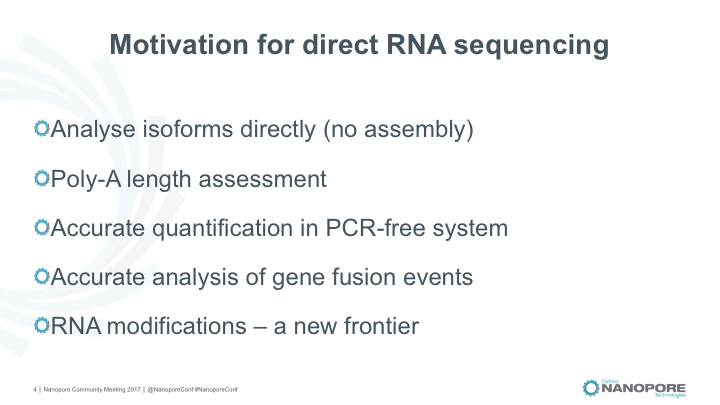 Motivation for direct RNA sequencing
Analyse isoforms directly (no assembly)
Poly-A length assessment
Accurate quantification in PCR-free system
Accurate analysis of gene fusion events
RNA modifications – a new frontier
4 | Nanopore Community Meeting 2017 | @NanoporeConf #NanoporeConf
Oxford
NANOPORE
Technologies